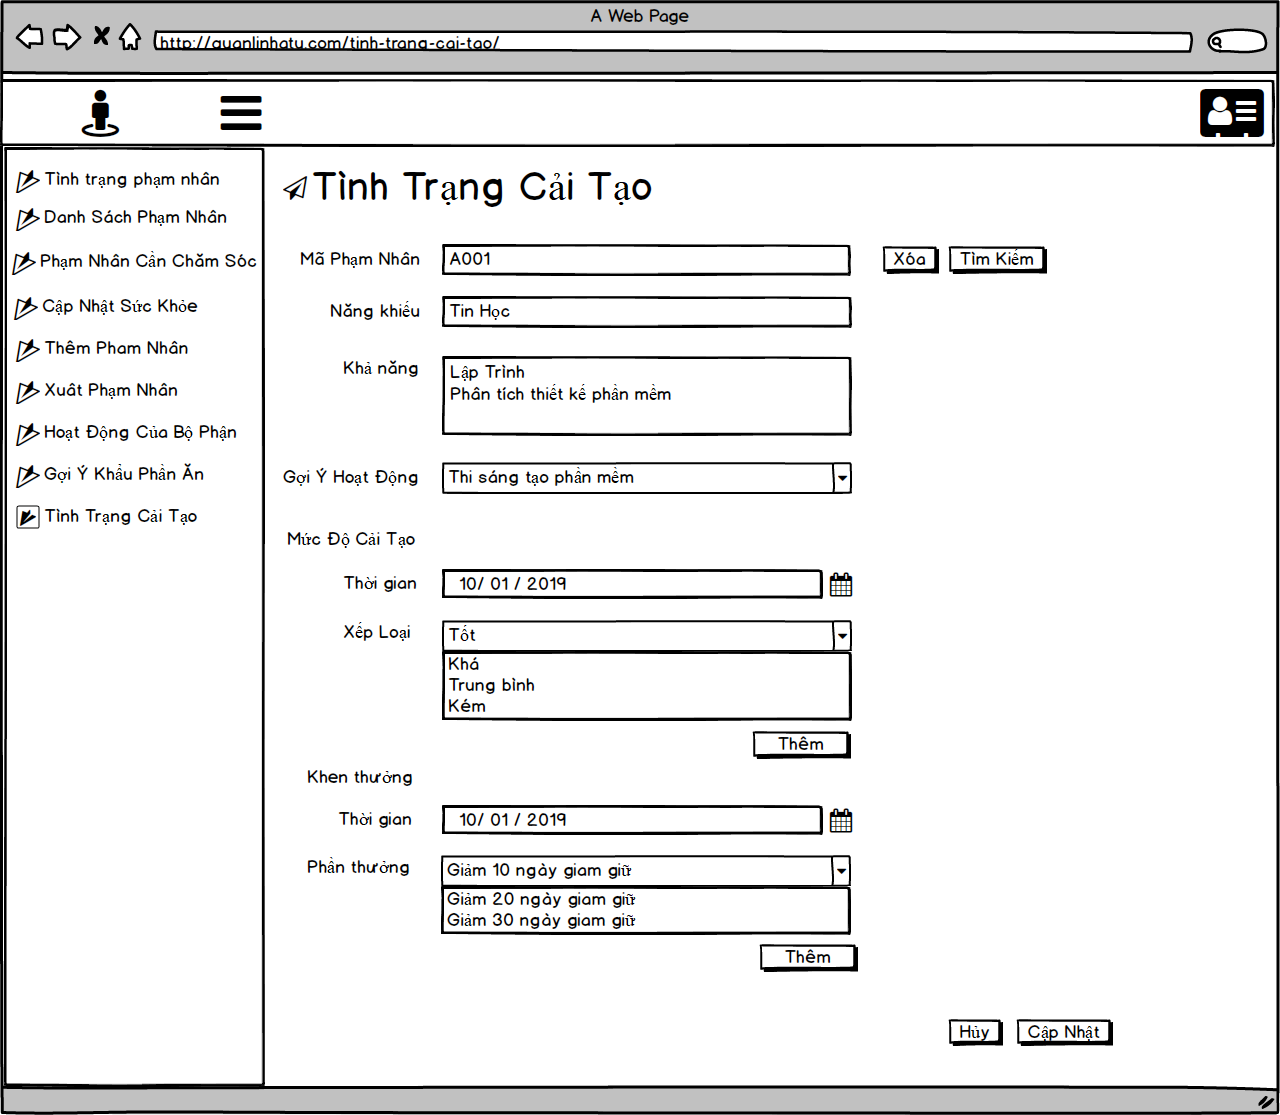 A Web Page
http://quanlinhatu.com/tinh-trang-cai-tao/
Tình trạng phạm nhân
Danh Sách Phạm Nhân
Phạm Nhân Cần Chăm Sóc
Cập Nhật Sức Khỏe
Thêm Pham Nhân
Xuât Phạm Nhân
Hoạt Động Của Bộ Phận
Gợi Ý Khẩu Phần Ăn
Tình Trạng Cải Tạo
Tình Trạng Cải Tạo
Mã Phạm Nhân A001 Xóa Tìm Kiếm
Năng khiếu Tin Học
Khả năng Lập Trình
Phân tích thiết kế phần mềm
Gợi Ý Hoạt Động Thi sáng tạo phần mềm
Mức Độ Cải Tạo
Thời gian 10/ 01 / 2019
Xếp Loại Tốt
Khá
Trung bình
Kém
Thêm
Khen thưởng
Thời gian 10/ 01 / 2019
Phần thưởng Giảm 10 ngày giam giữ
Giảm 20 ngày giam giữ
Giảm 30 ngày giam giữ
Thêm
Hủy Cập Nhật